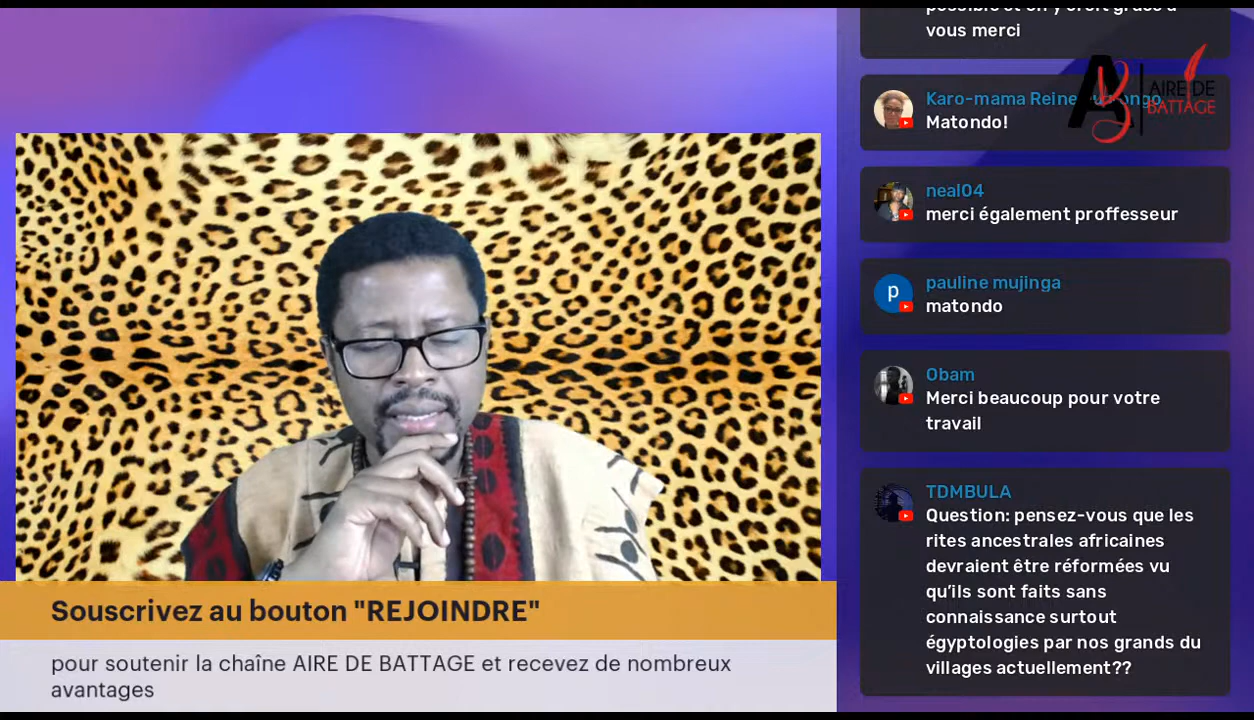 vous merci
AIRE DE
BATTAGE
Karo-mama Reine
Matondo!
neal04
merci également proffesseur
p
pauline mujinga
matondo
Obam
Merci beaucoup pour votre
travail
TDMBULA
Question: pensez-vous que les
rites ancestrales africaines
devraient être réformées vu
qu’ils sont faits sans
connaissance surtout
égyptologies par nos grands du
villages actuellement??
Souscrivez au bouton "REJOINDRE"
pour soutenir la chaîne AIRE DE BATTAGE et recevez de nombreux
avantages